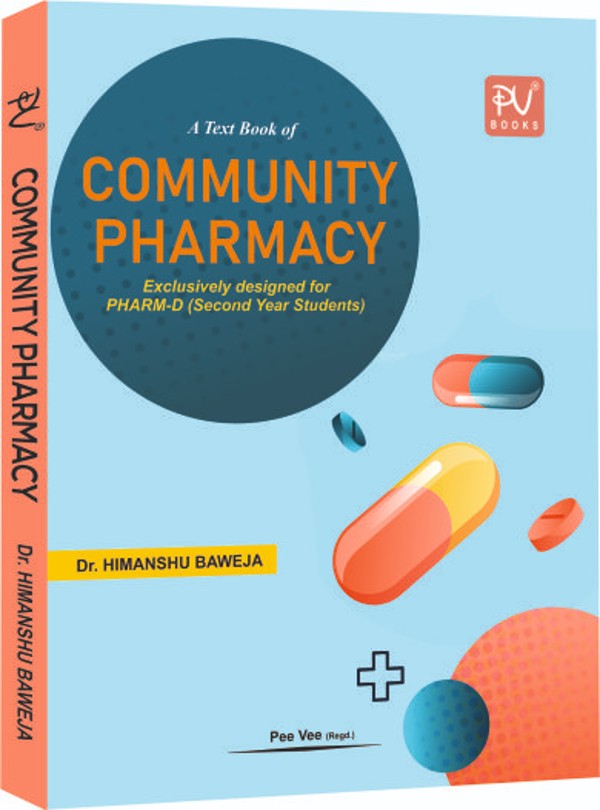 A Text Book of
COMMUNITY
PHARMACY
Exclusively designed for
PHARM-D (Second Year Students)
PV®
BOOKS
Dr. HIMANSHU BAWEJA
Pee Vee (Regd.)
PV®
COMMUNITY PHARMACY
Dr. HIMANSHU BAWEJA